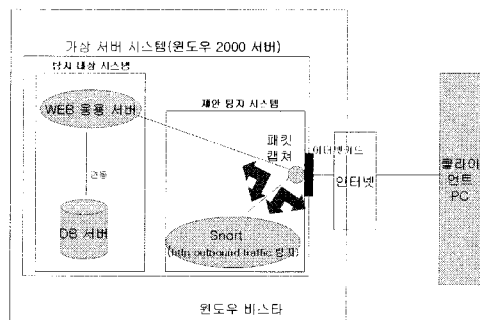 가상 서버 시스템(윈도우 2000 서버)
탐지 대상 시스템
WEB 응용 서버
연동
DB 서버
제안 탐지 시스템
패킷
캡쳐
이더넷카드
인터넷
클라이
언트
PC
Snort
(http outbound traffic 탐지)
윈도우 비스타